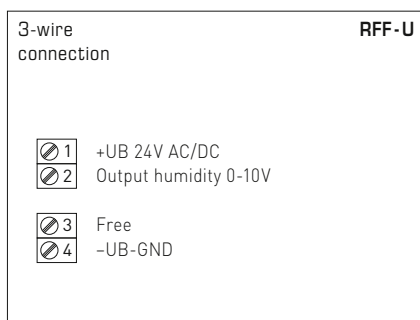 3-wire RFF-U
connection
1 +UB 24V AC/DC
2 Output humidity 0-10V
3 Free
4 –UB-GND